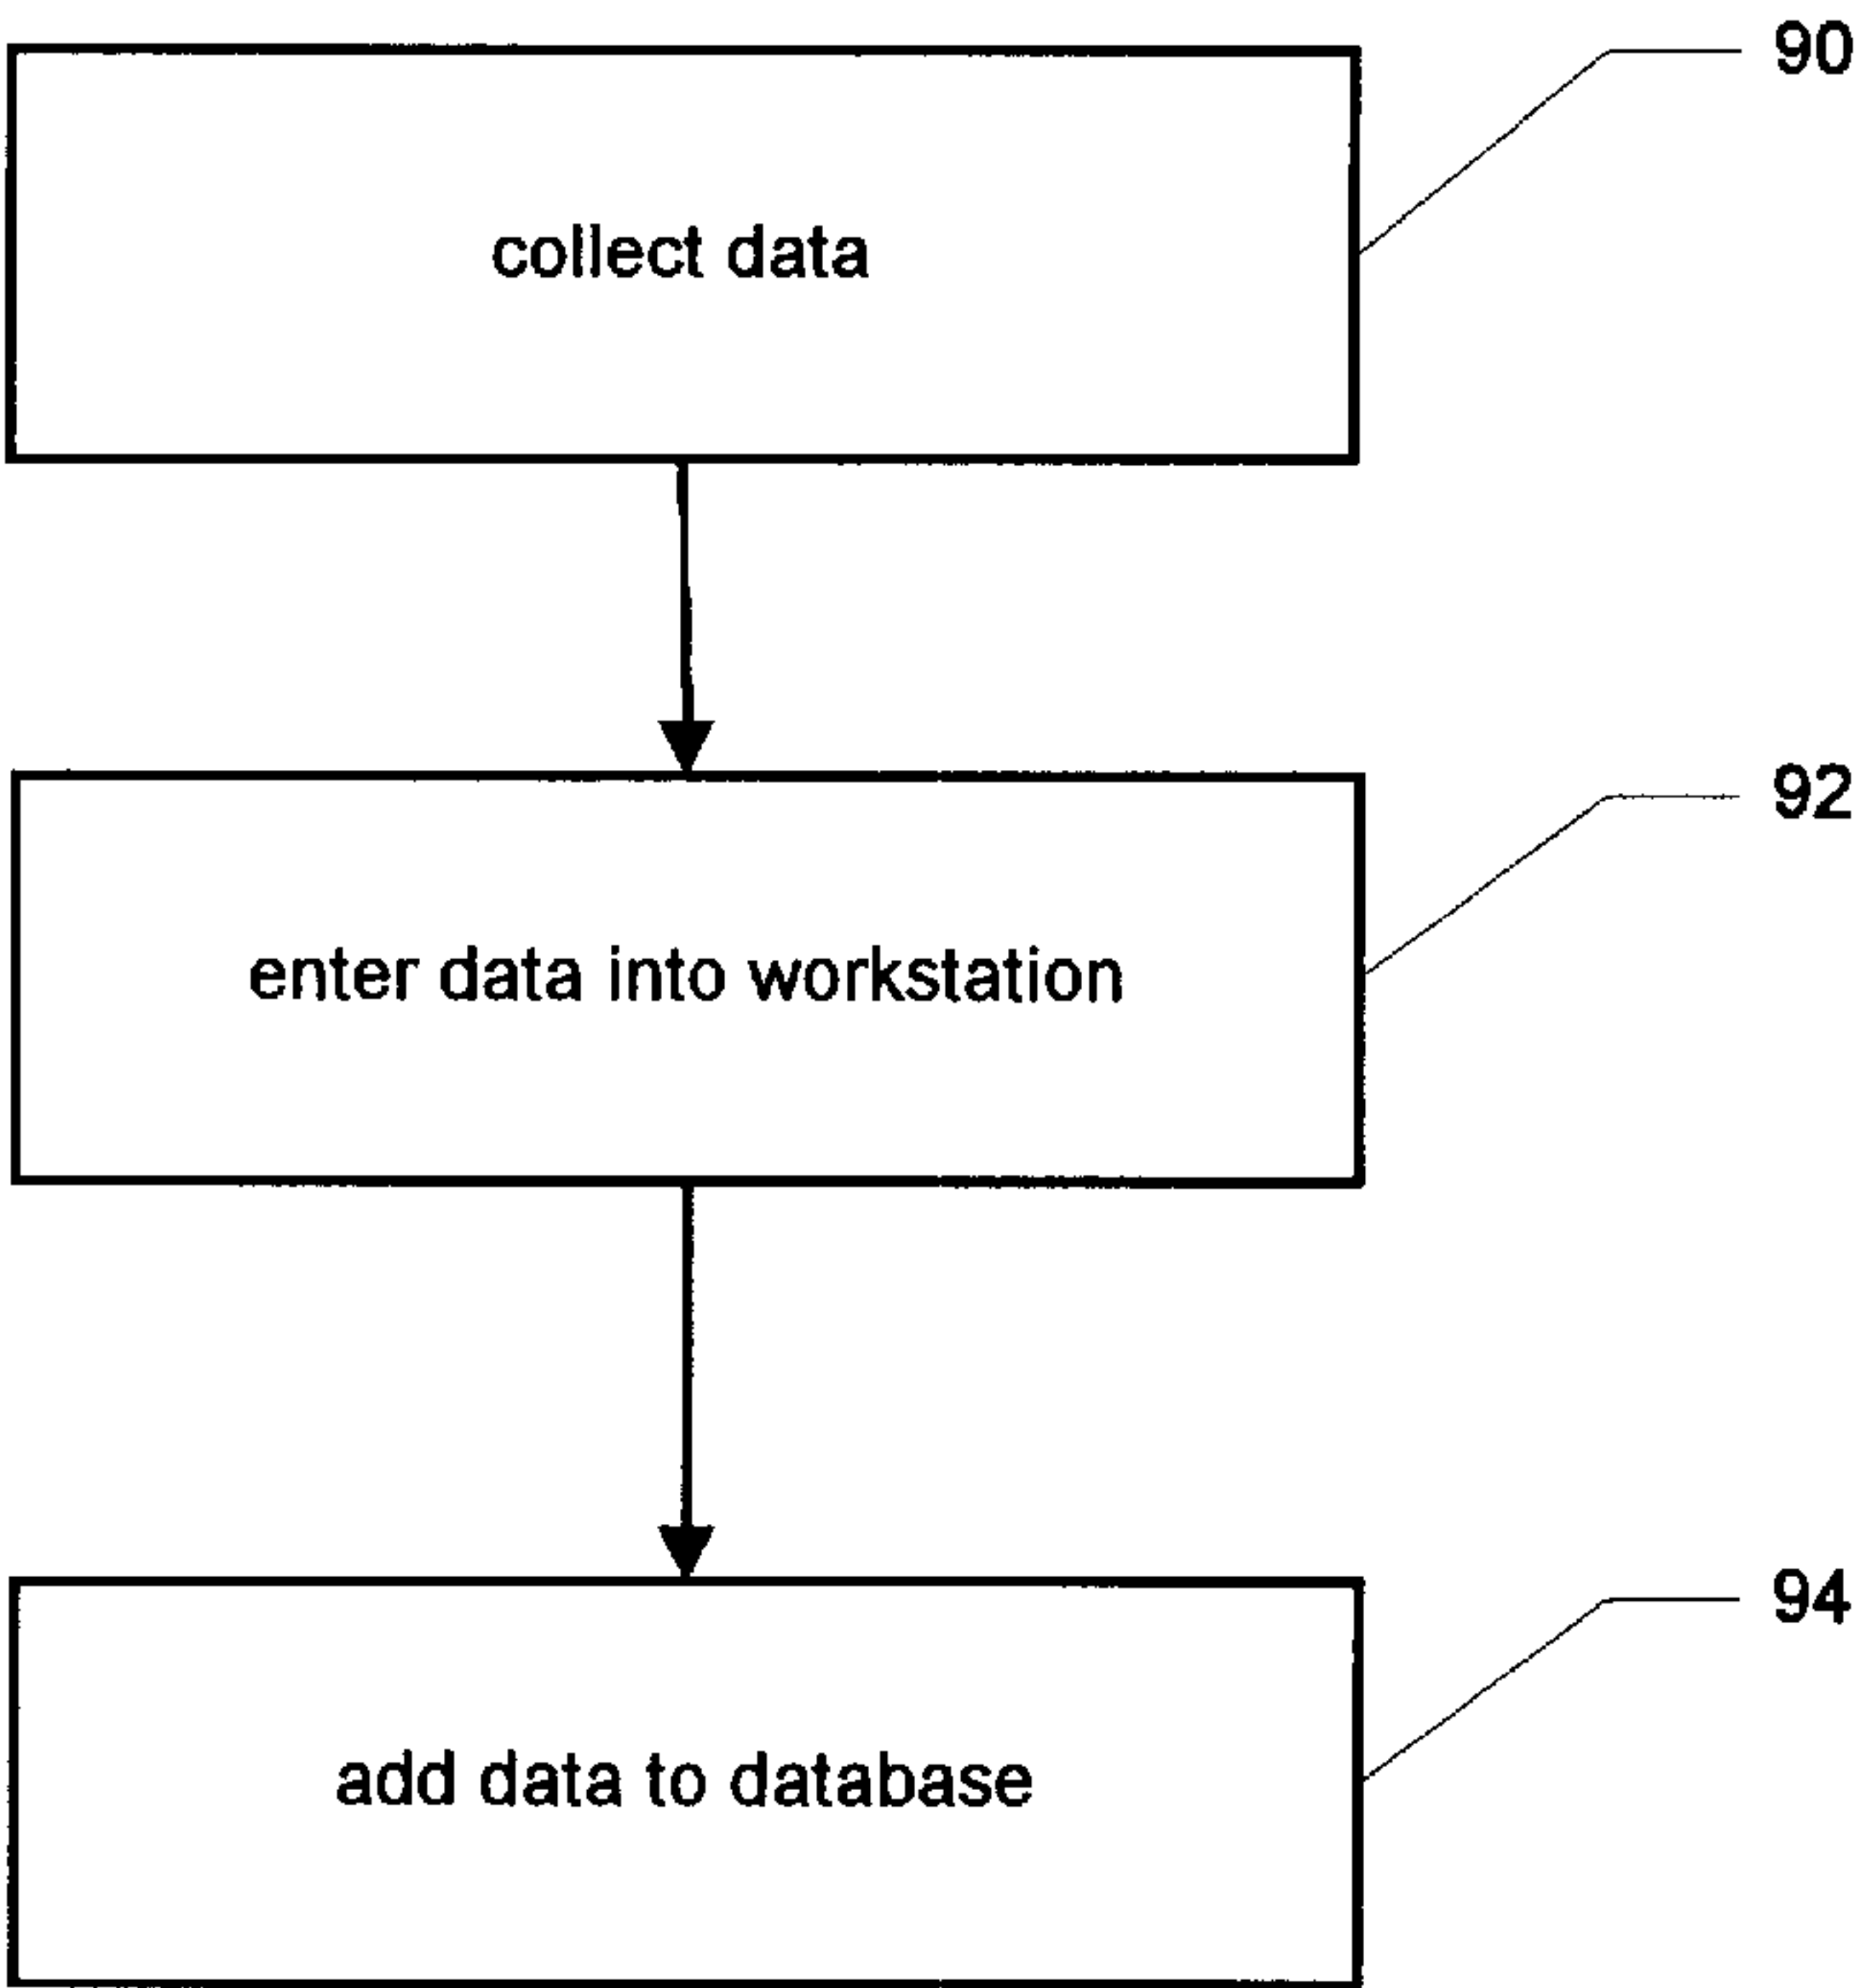 90
collect data
92
enter data into workstation
94
add data to database